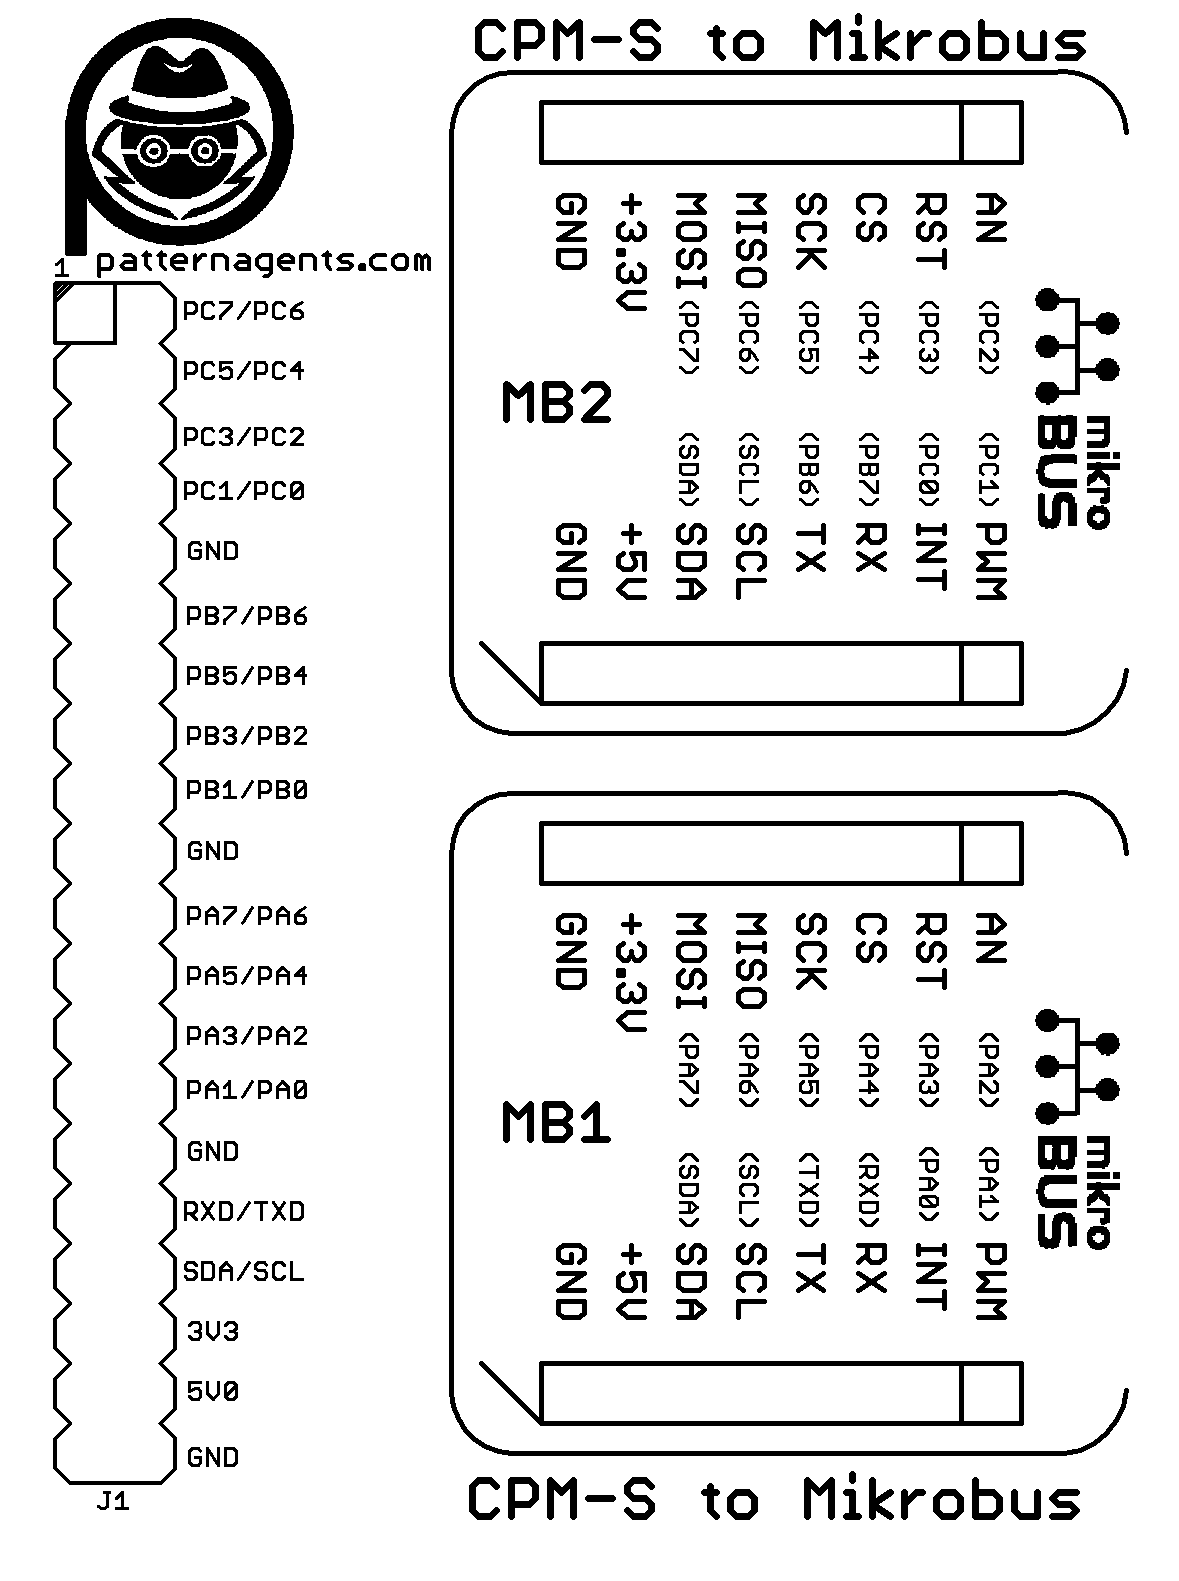 CPM-S to Mikrobus
patternagents.com
1
PC7/PC6
PC5/PC4
PC3/PC2
PC1/PC0
GND
PB7/PB6
PB5/PB4
PB3/PB2
PB1/PB0
GND
PA7/PA6
PA5/PA4
PA3/PA2
PA1/PA0
GND
RXD/TXD
SDA/SCL
3V3
5V0
GND
J1
GND
+3.3V
MOSI <PC7>
MISO <PC6>
SCK <PC5>
CS <PC4>
RST <PC3>
AN <PC2>
MB2
GND
+5V
<SDA> SDA
<SCL> SCL
<PB6> TX
<PB7> RX
<PC0> INT
<PC1> PWM
mikro
BUS
GND
+3.3V
MOSI <PA7>
MISO <PA6>
SCK <PA5>
CS <PA4>
RST <PA3>
AN <PA2>
MB1
GND
+5V
<SDA> SDA
<SCL> SCL
<TXD> TX
<RXD> RX
<PA0> INT
<PA1> PWM
mikro
BUS
CPM-S to Mikrobus